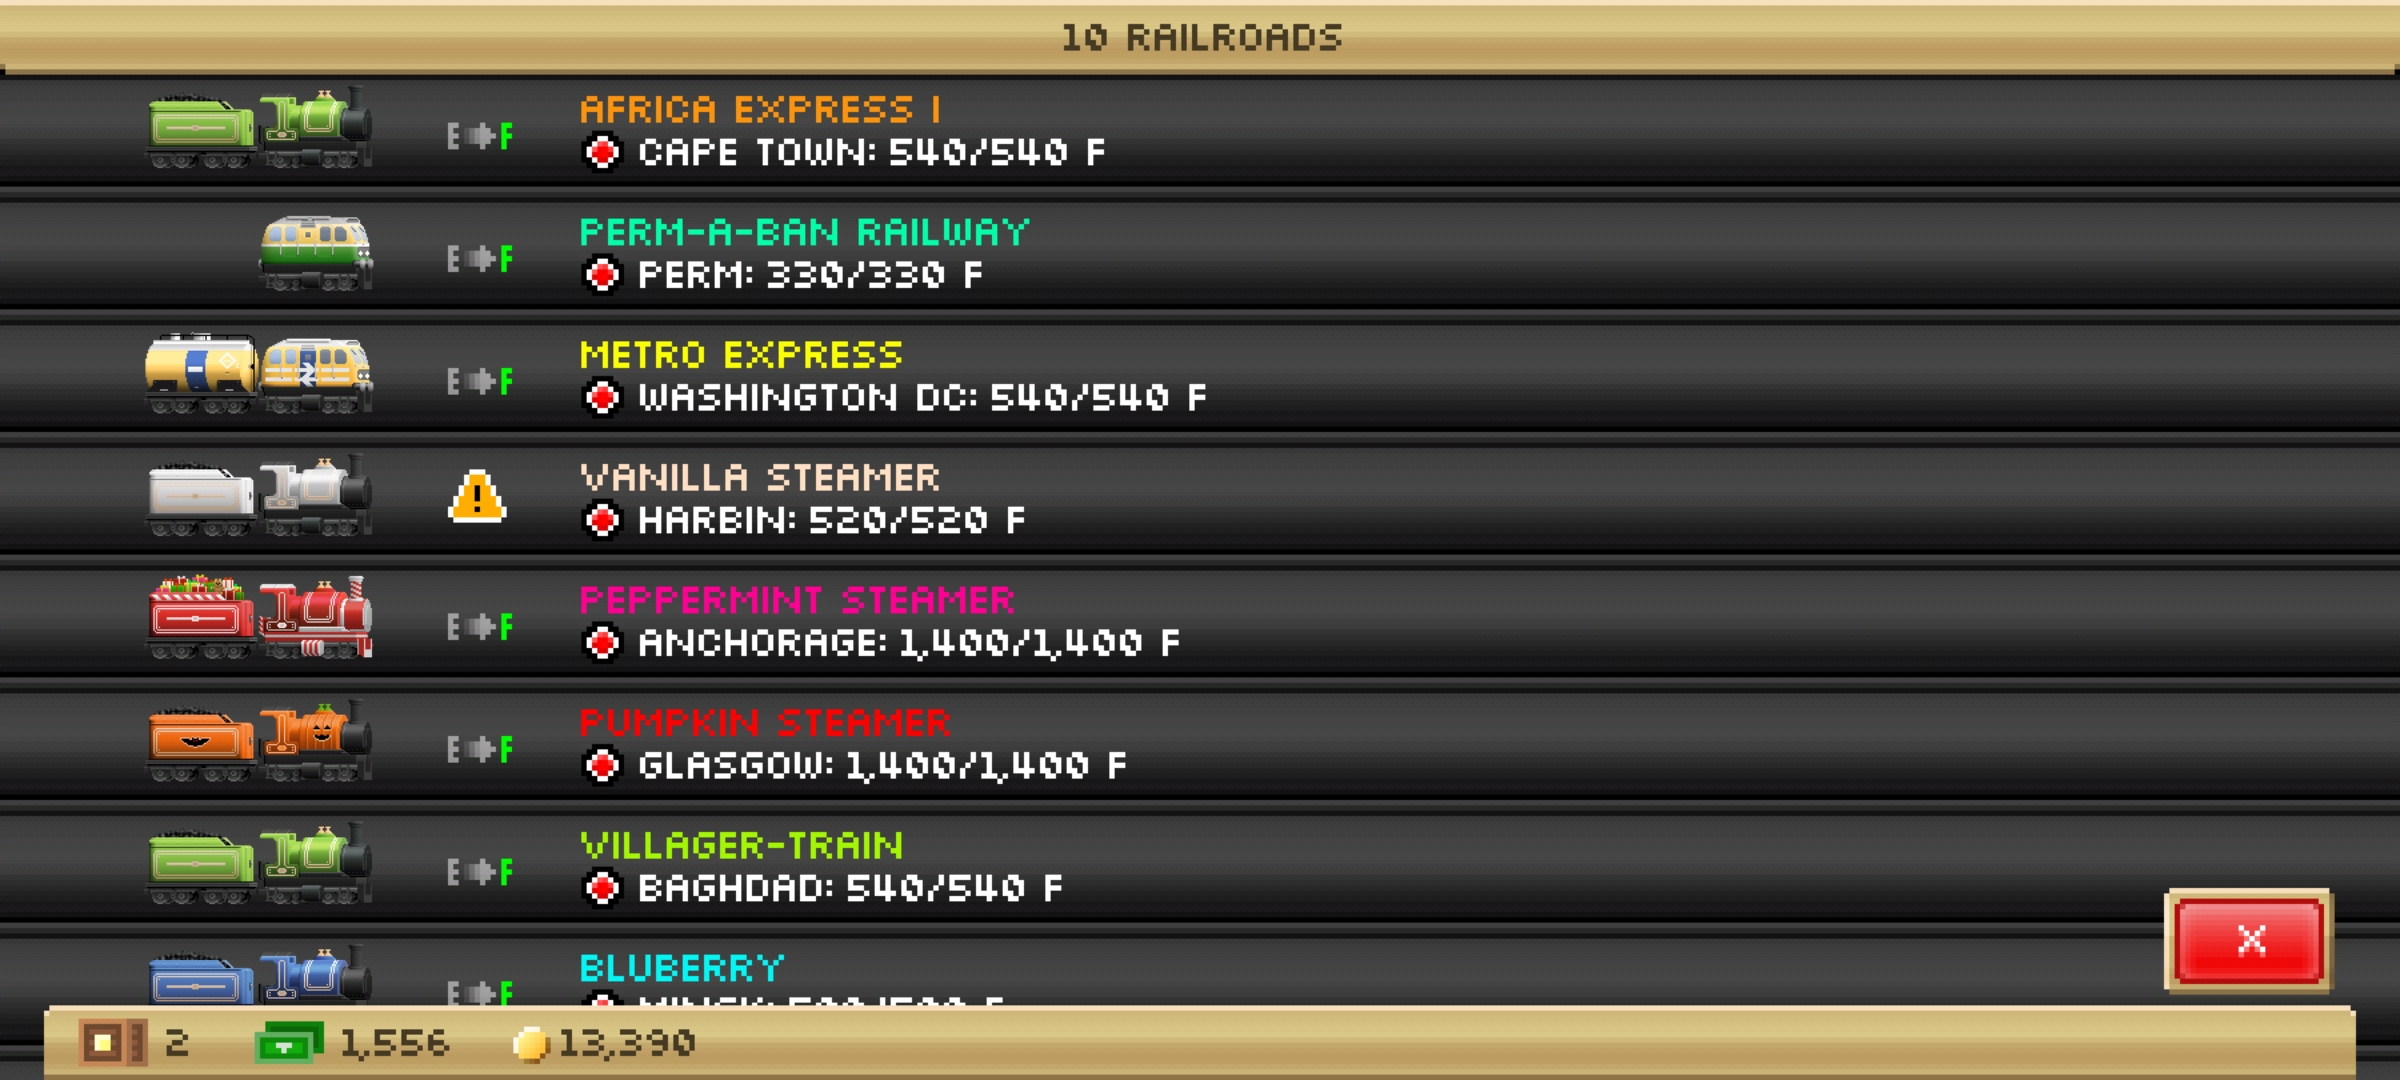 10 RAILROADS
AFRICA EXPRESS I
E F
CAPE TOWN: 540/540 F
PERM-A-BAN RAILWAY
E F
PERM: 330/330 F
METRO EXPRESS
E F
WASHINGTON DC: 540/540 F
VANILLA STEAMER
!
HARBIN: 520/520 F
PEPPERMINT STEAMER
E F
ANCHORAGE: 1,400/1,400 F
PUMPKIN STEAMER
E F
GLASGOW: 1,400/1,400 F
VILLAGER-TRAIN
E F
BAGHDAD: 540/540 F
X
BLUBERRY
E F
2 1,556 13,390